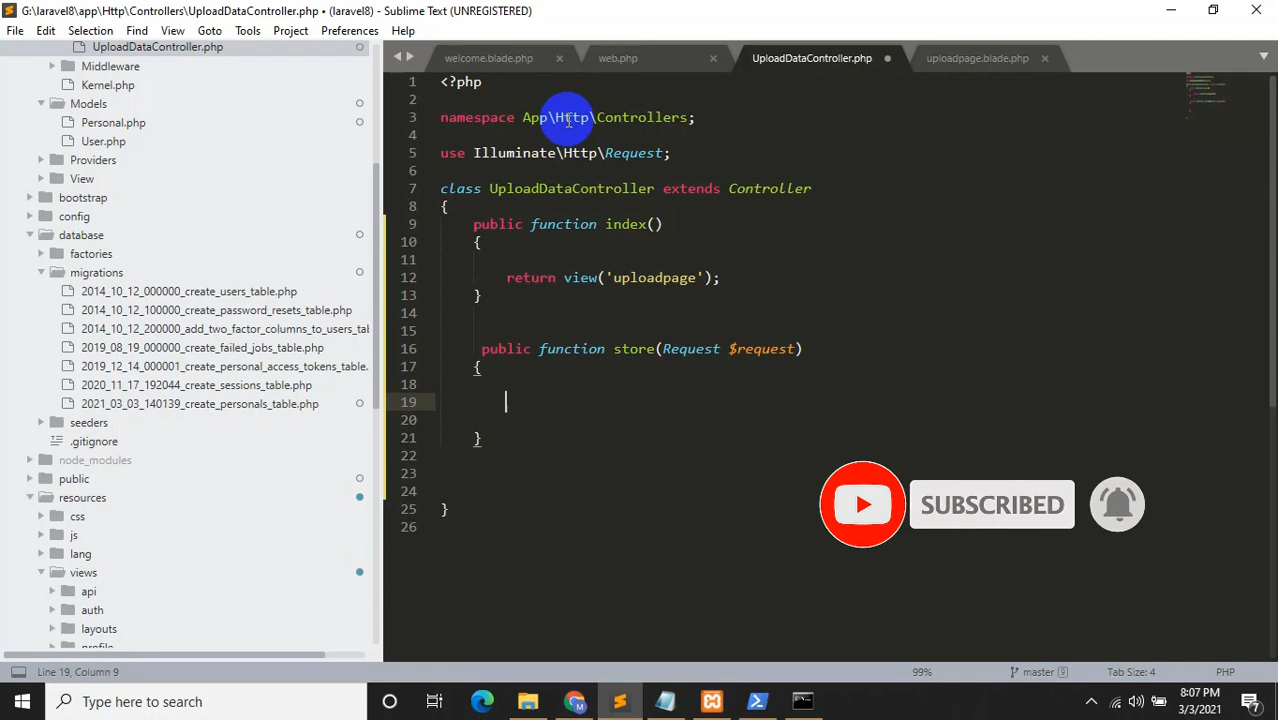 G:\laravel8\app\Http\Controllers\UploadDataController.php • (laravel8) - Sublime Text (UNREGISTERED)
File Edit Selection Find View Goto Tools Project Preferences Help
UploadDataController.php
Middleware
Kernel.php
Models
Personal.php
User.php
Providers
View
bootstrap
config
database
factories
migrations
2014_10_12_000000_create_users_table.php
2014_10_12_100000_create_password_resets_table.php
2014_10_12_200000_add_two_factor_columns_to_users_ta
2019_08_19_000000_create_failed_jobs_table.php
2019_12_14_000001_create_personal_access_tokens_table.
2020_11_17_192044_create_sessions_table.php
2021_03_03_140139_create_personals_table.php
seeders
.gitignore
node_modules
public
resources
css
js
lang
views
api
auth
layouts
profile
welcome.blade.php web.php UploadDataController.php uploadpage.blade.php
1 <?php
2
3 namespace App\Http\Controllers;
4
5 use Illuminate\Http\Request;
6
7 class UploadDataController extends Controller
8 {
9 public function index()
10 {
11
12 return view('uploadpage');
13 }
14
15
16 public function store(Request $request)
17 {
18
19
20
21 }
22
23
24
25 }
26
SUBSCRIBED
Line 19, Column 9 99% master 9 Tab Size: 4 PHP
Type here to search
8:07 PM
3/3/2021
7